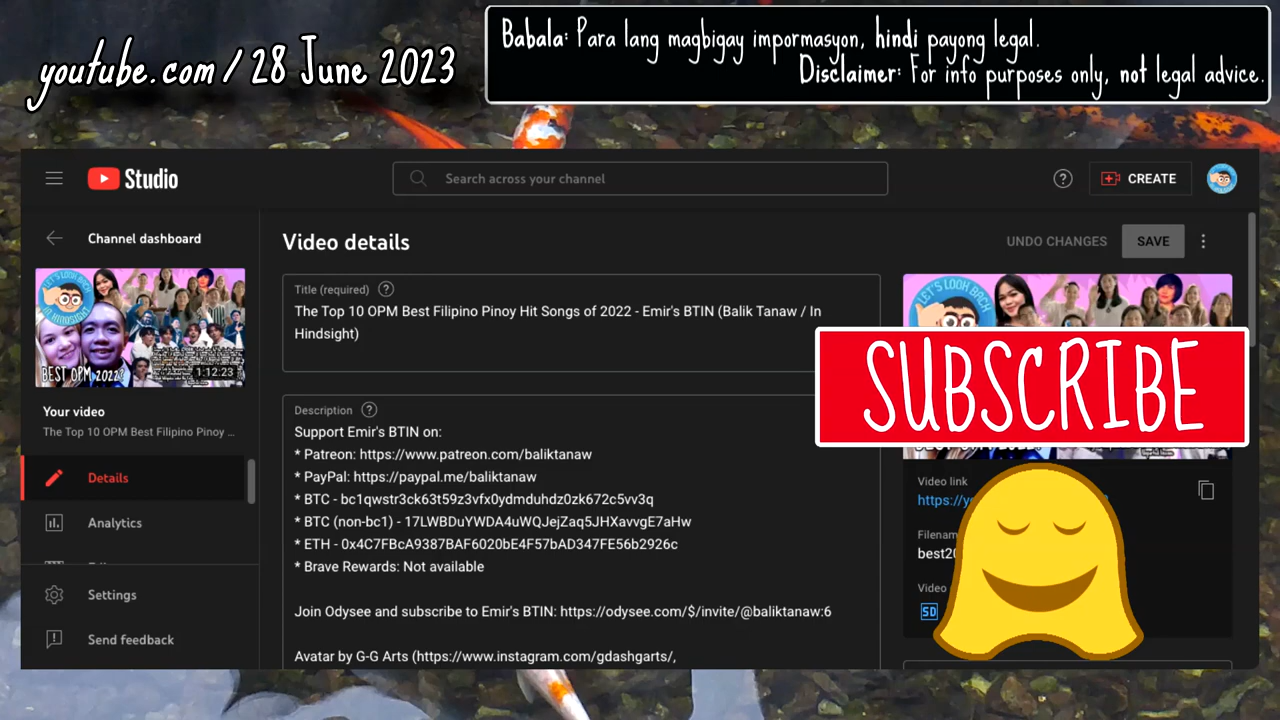 youtube.com/28 June 2023
Babala: Para lang magbigay impormasyon, hindi payong legal.
Disclaimer: For info purposes only, not legal advice.
Studio
Search across your channel
CREATE
Channel dashboard
LET'S LOOK BACK
IN HINDSIGHT
BEST OPM 2022?
1:12:23
Your video
The Top 10 OPM Best Filipino Pinoy ...
Details
Analytics
Settings
Send feedback
Video details
UNDO CHANGES
SAVE
Title (required)
The Top 10 OPM Best Filipino Pinoy Hit Songs of 2022 - Emir's BTIN (Balik Tanaw / In
Hindsight)
Description
Support Emir's BTIN on:
* Patreon: https://www.patreon.com/baliktanaw
* PayPal: https://paypal.me/baliktanaw
* BTC - bc1qwstr3ck63t59z3vfx0ydmduhdz0zk672c5vv3q
* BTC (non-bc1) - 17LWBDuYWDA4uWQJejZaq5JHXavvgE7aHw
* ETH - 0x4C7FBcA9387BAF6020bE4F57bAD347FE56b2926c
* Brave Rewards: Not available
Join Odysee and subscribe to Emir's BTIN: https://odysee.com/$/invite/@baliktanaw:6
Avatar by G-G Arts (https://www.instagram.com/gdashgarts/,
LET'S LOOK BACK
SUBSCRIBE
Video link
Video
SD